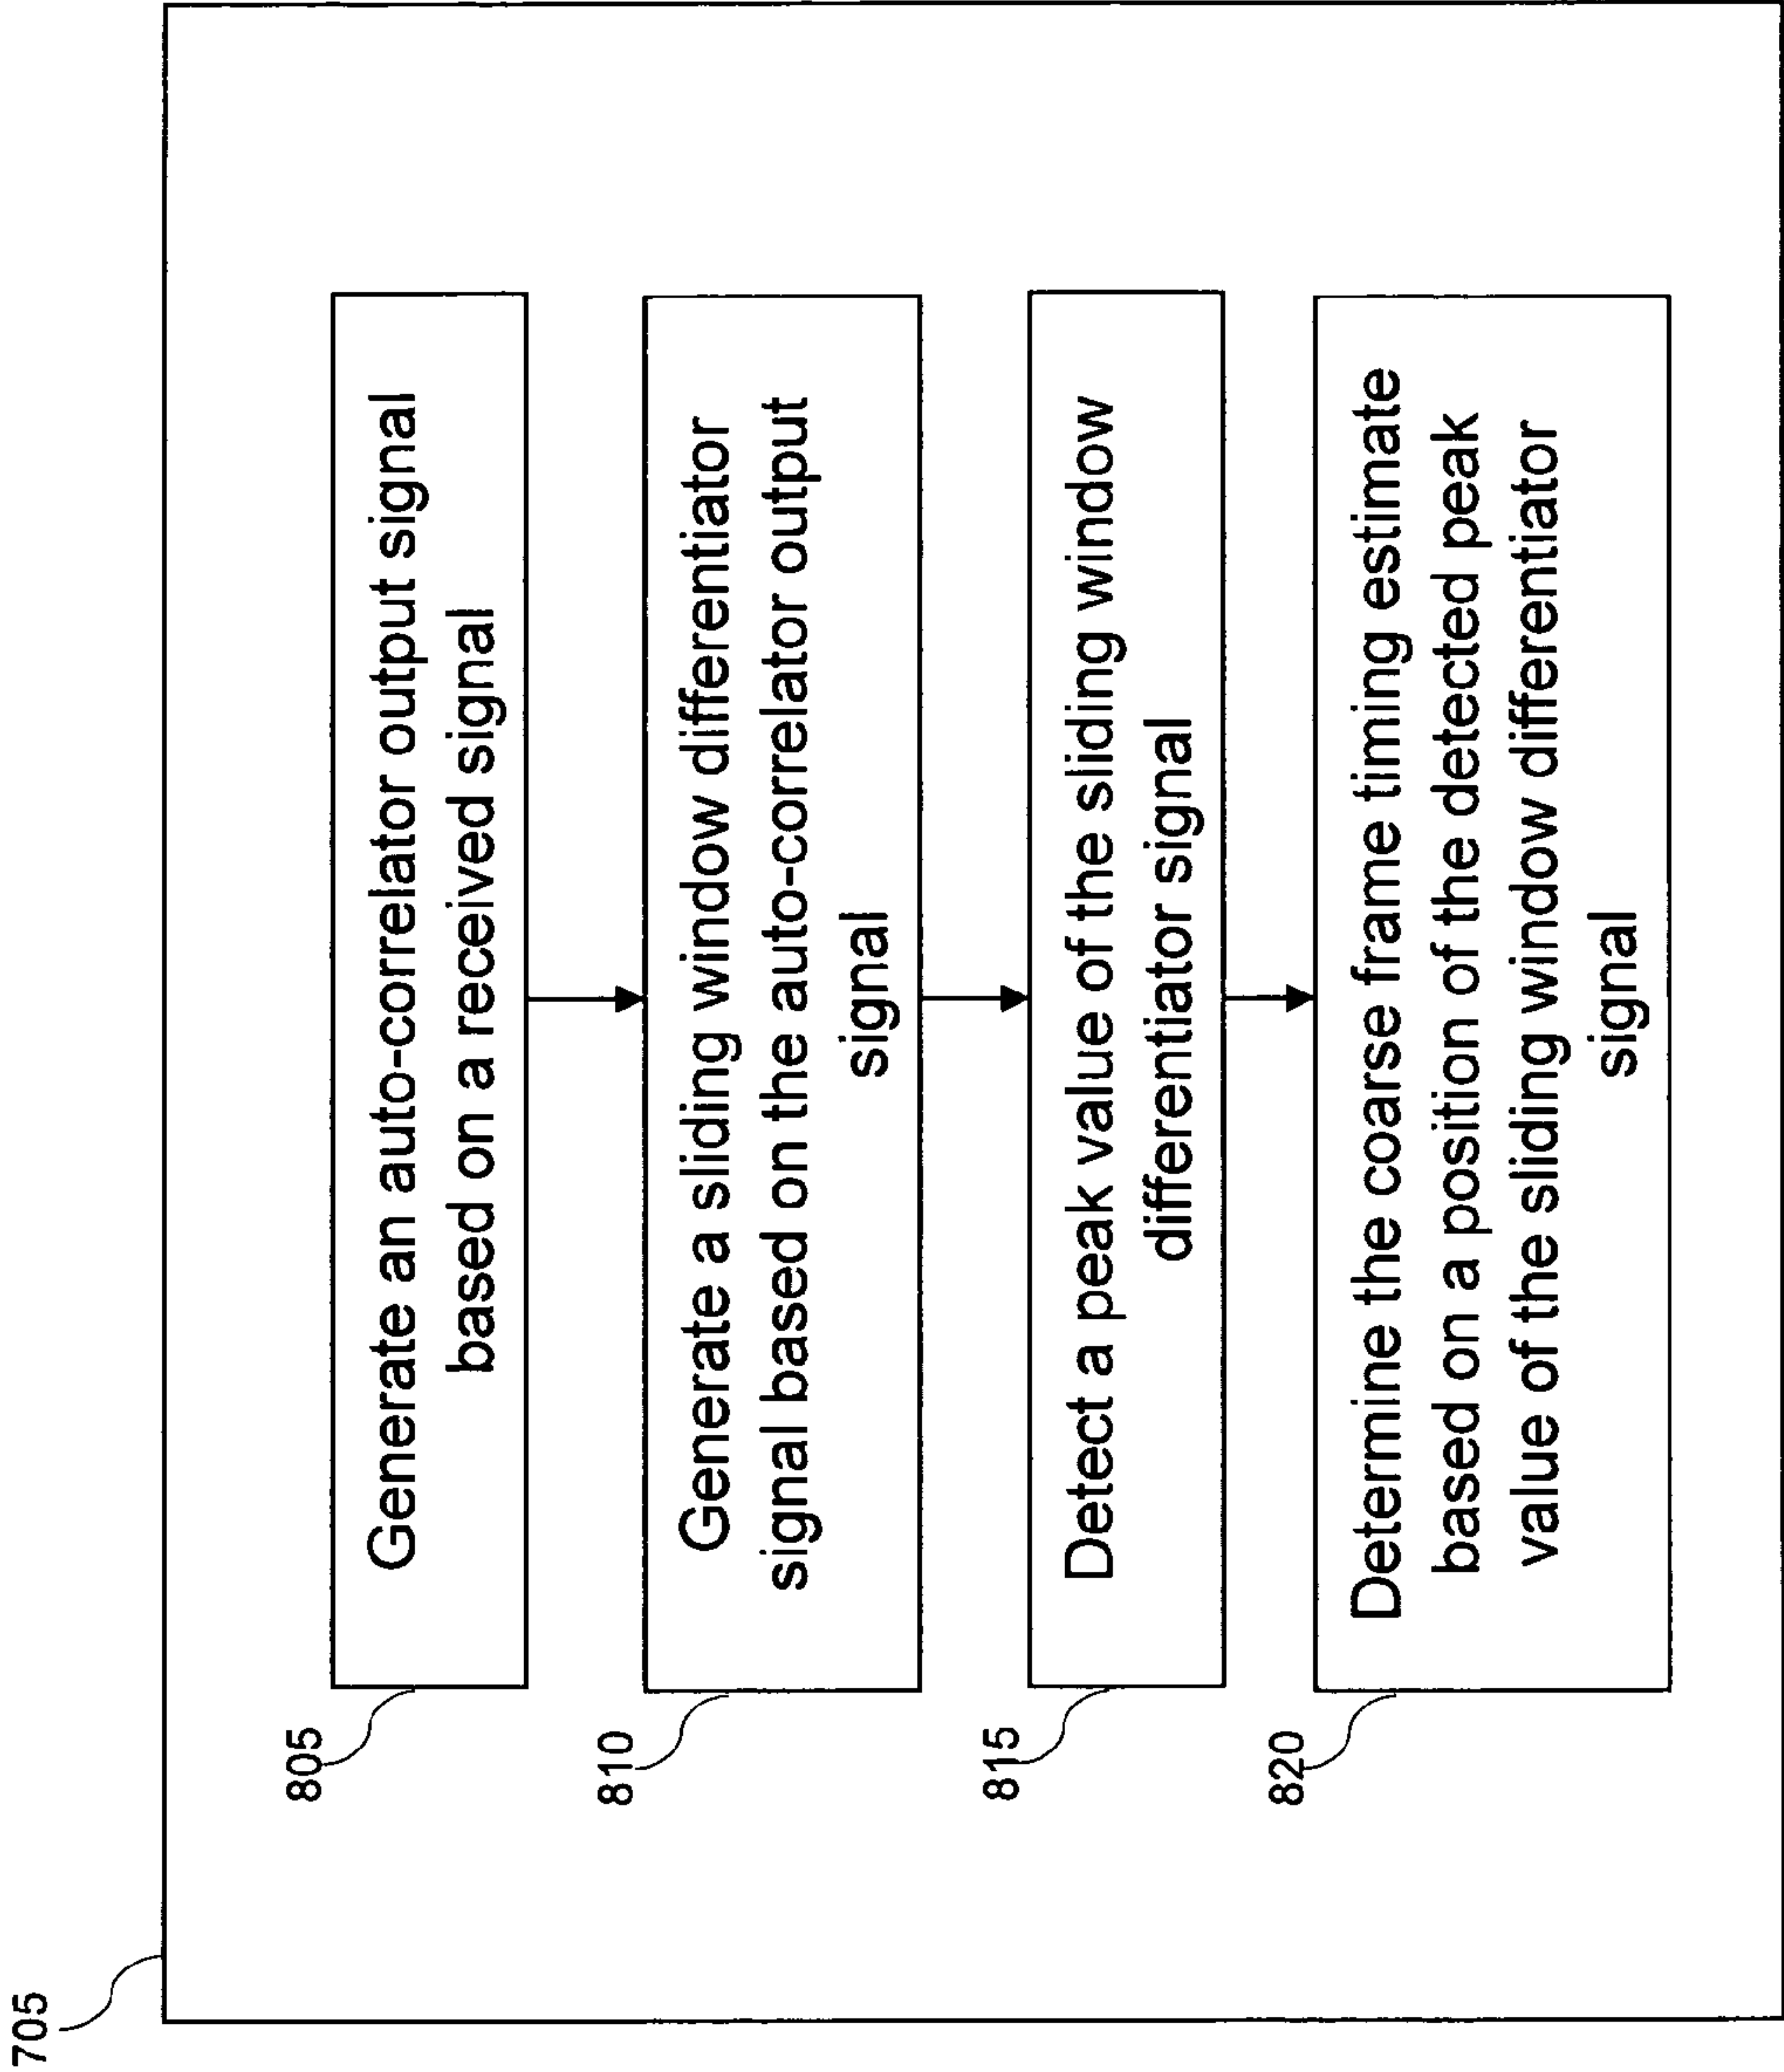 705
805
Generate an auto-correlator output signal
based on a received signal
810
Generate a sliding window differentiator
signal based on the auto-correlator output
signal
815
Detect a peak value of the sliding window
differentiator signal
820
Determine the coarse frame timing estimate
based on a position of the detected peak
value of the sliding window differentiator
signal